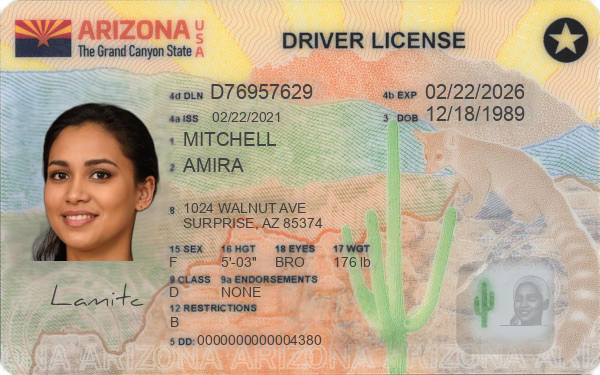 ARIZONA USA
The Grand Canyon State
DRIVER LICENSE
4d DLN D76957629
4b EXP 02/22/2026
4a ISS 02/22/2021
3 DOB 12/18/1989
1 MITCHELL
2 AMIRA
8 1024 WALNUT AVE
SURPRISE, AZ 85374
15 SEX 16 HGT 18 EYES 17 WGT
F 5'-03" BRO 176 lb
9 CLASS 9a ENDORSEMENTS
D NONE
12 RESTRICTIONS
B
Lamitc
5 DD: 0000000000004380
ONA ARIZONA ARIZONA ARIZONA ARIZONA AXI